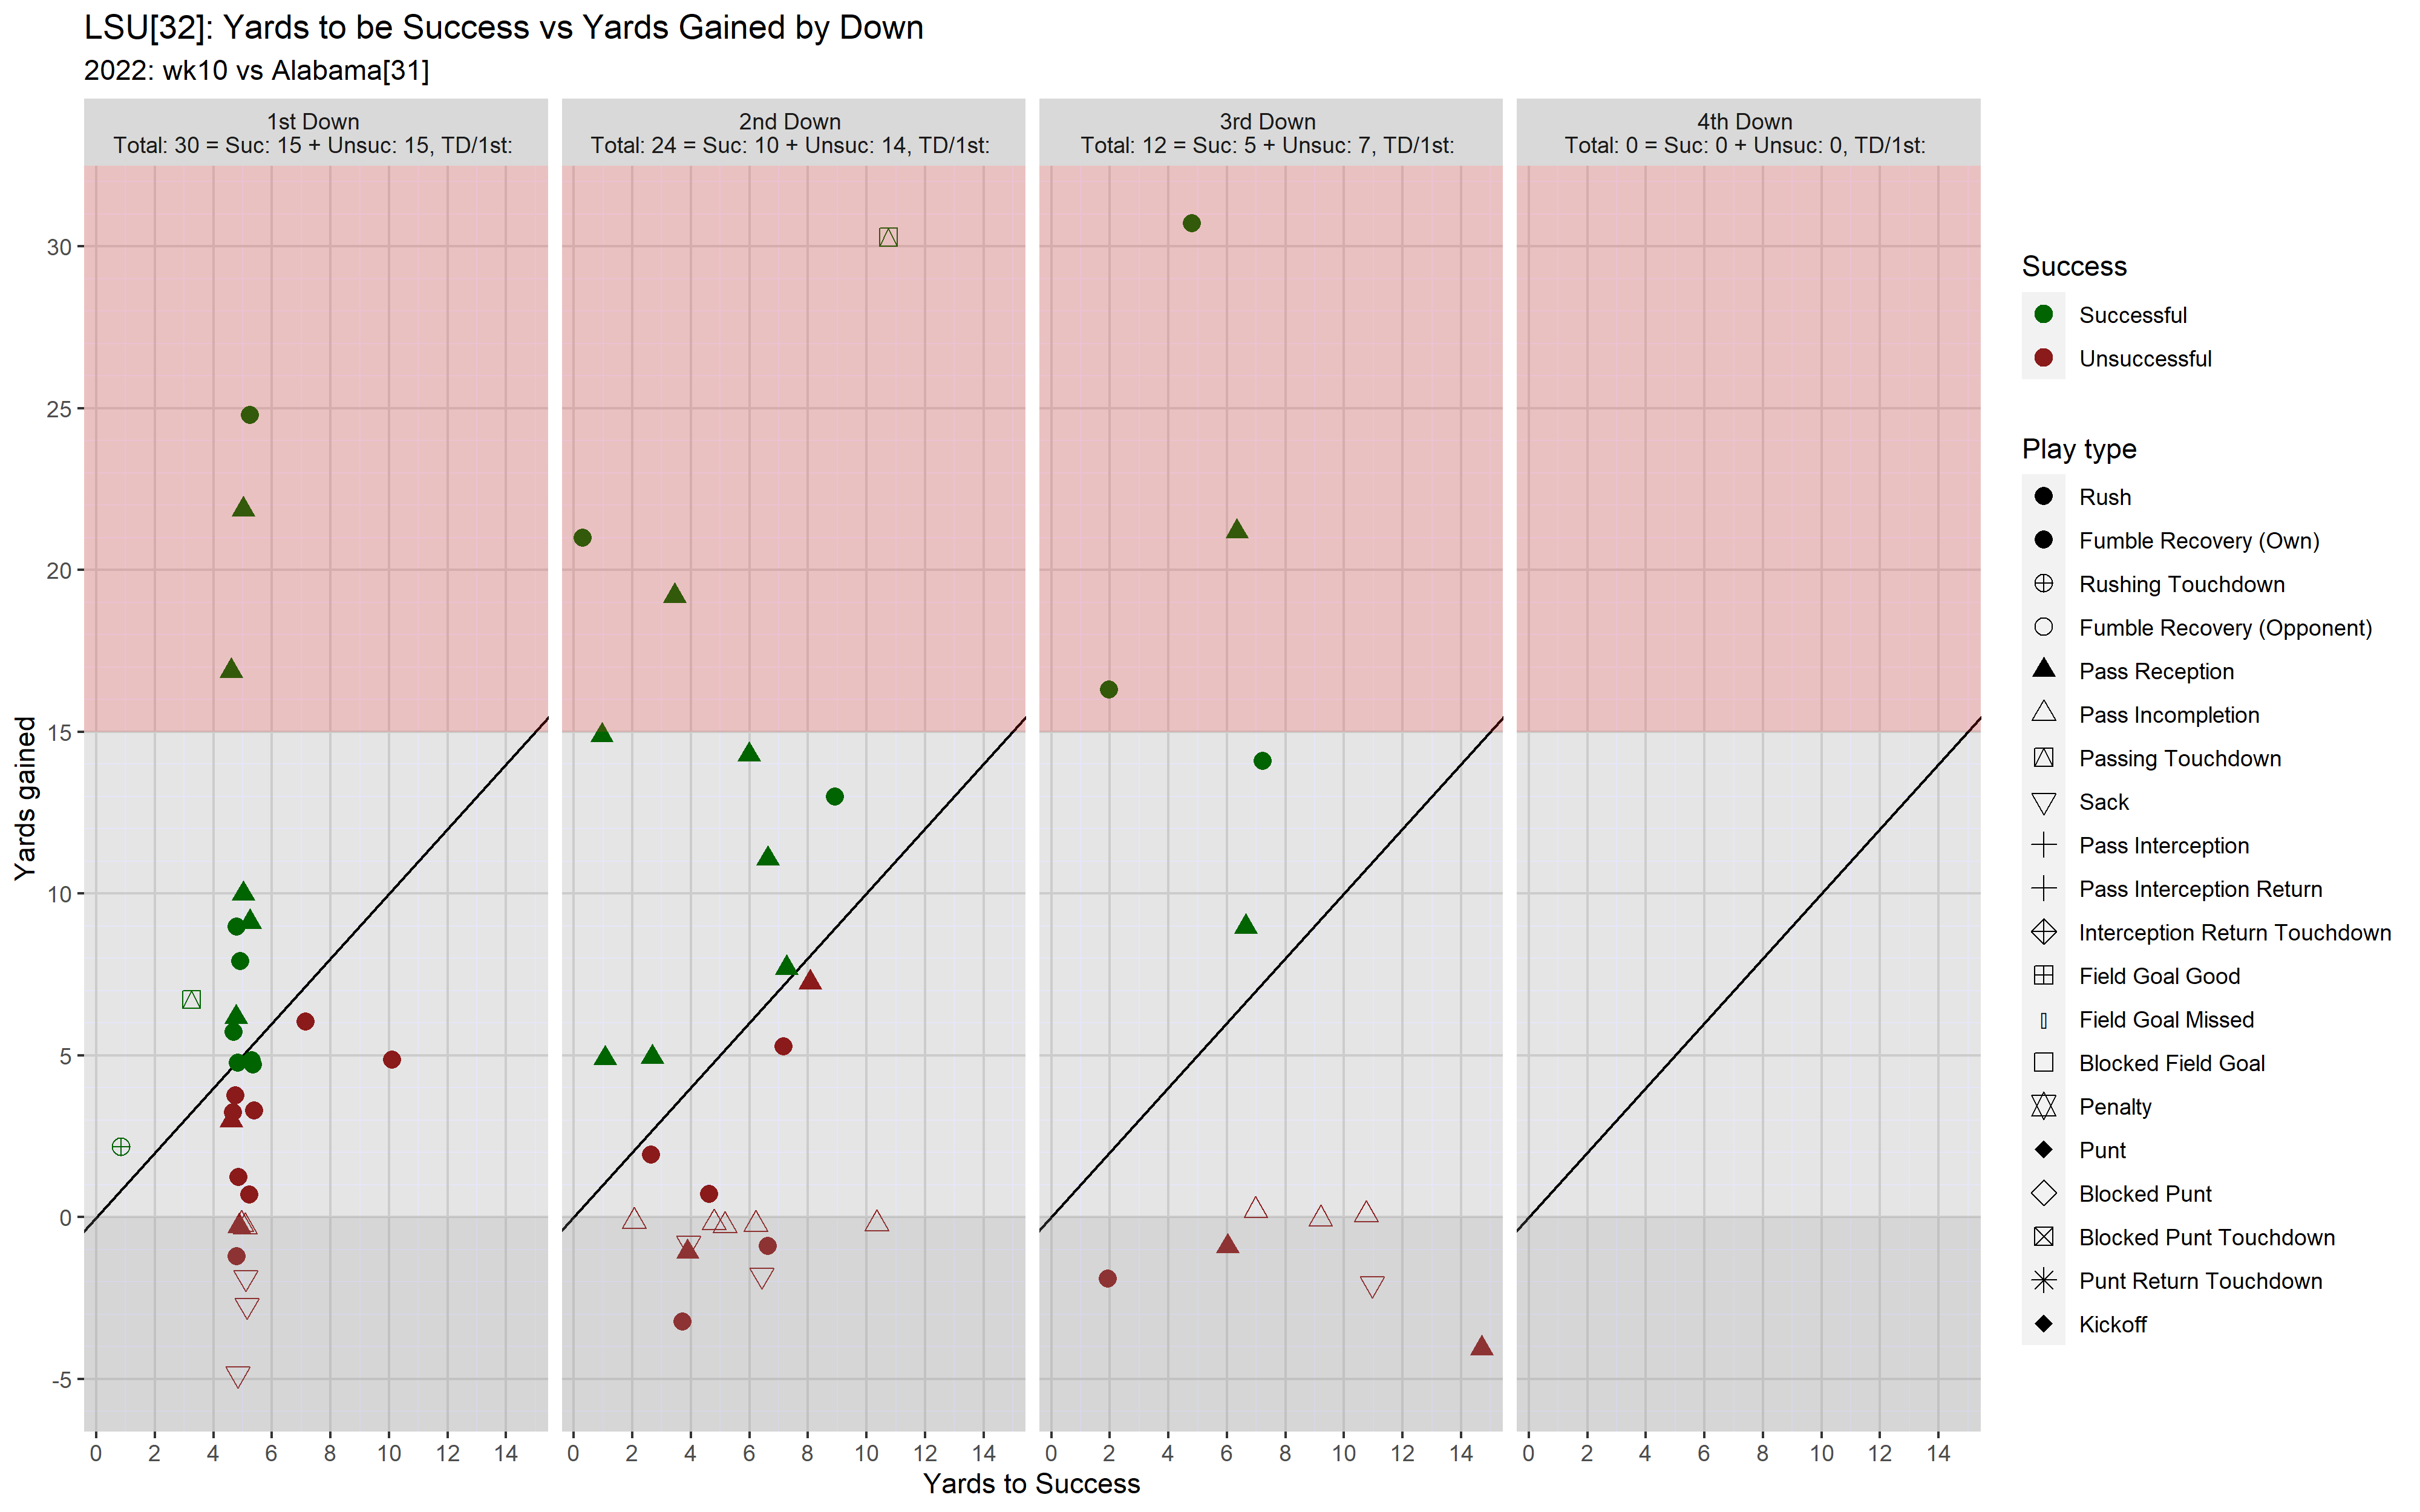 LSU[32]: Yards to be Success vs Yards Gained by Down
2022: wk10 vs Alabama[31]
1st Down
Total: 30 = Suc: 15 + Unsuc: 15, TD/1st:
2nd Down
Total: 24 = Suc: 10 + Unsuc: 14, TD/1st:
3rd Down
Total: 12 = Suc: 5 + Unsuc: 7, TD/1st:
4th Down
Total: 0 = Suc: 0 + Unsuc: 0, TD/1st:
Yards gained
30
25
20
15
10
5
0
-5
0 2 4 6 8 10 12 14
0 2 4 6 8 10 12 14
0 2 4 6 8 10 12 14
0 2 4 6 8 10 12 14
Yards to Success
Success
Successful
Unsuccessful
Play type
Rush
Fumble Recovery (Own)
Rushing Touchdown
Fumble Recovery (Opponent)
Pass Reception
Pass Incompletion
Passing Touchdown
Sack
Pass Interception
Pass Interception Return
Interception Return Touchdown
Field Goal Good
Field Goal Missed
Blocked Field Goal
Penalty
Punt
Blocked Punt
Blocked Punt Touchdown
Punt Return Touchdown
Kickoff